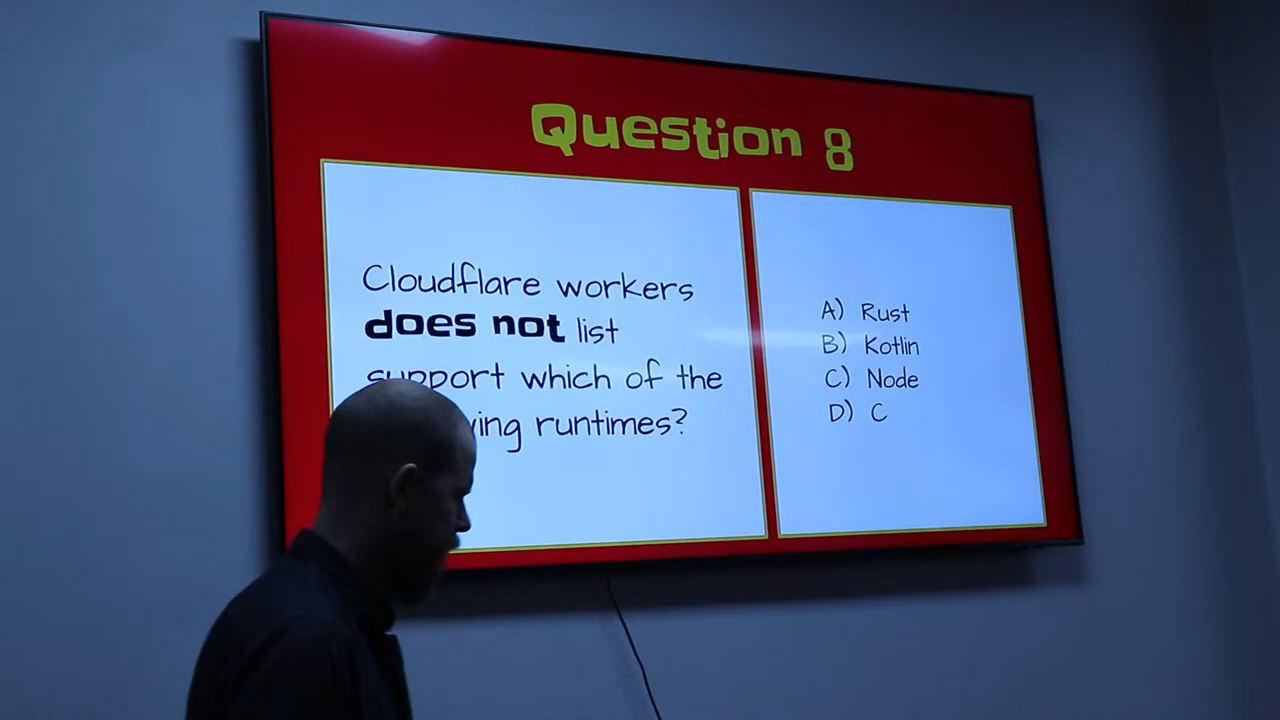 Question 8
Cloudflare workers
does not list
support which of the
runtimes?
A) Rust
B) Kotlin
C) Node
D) C